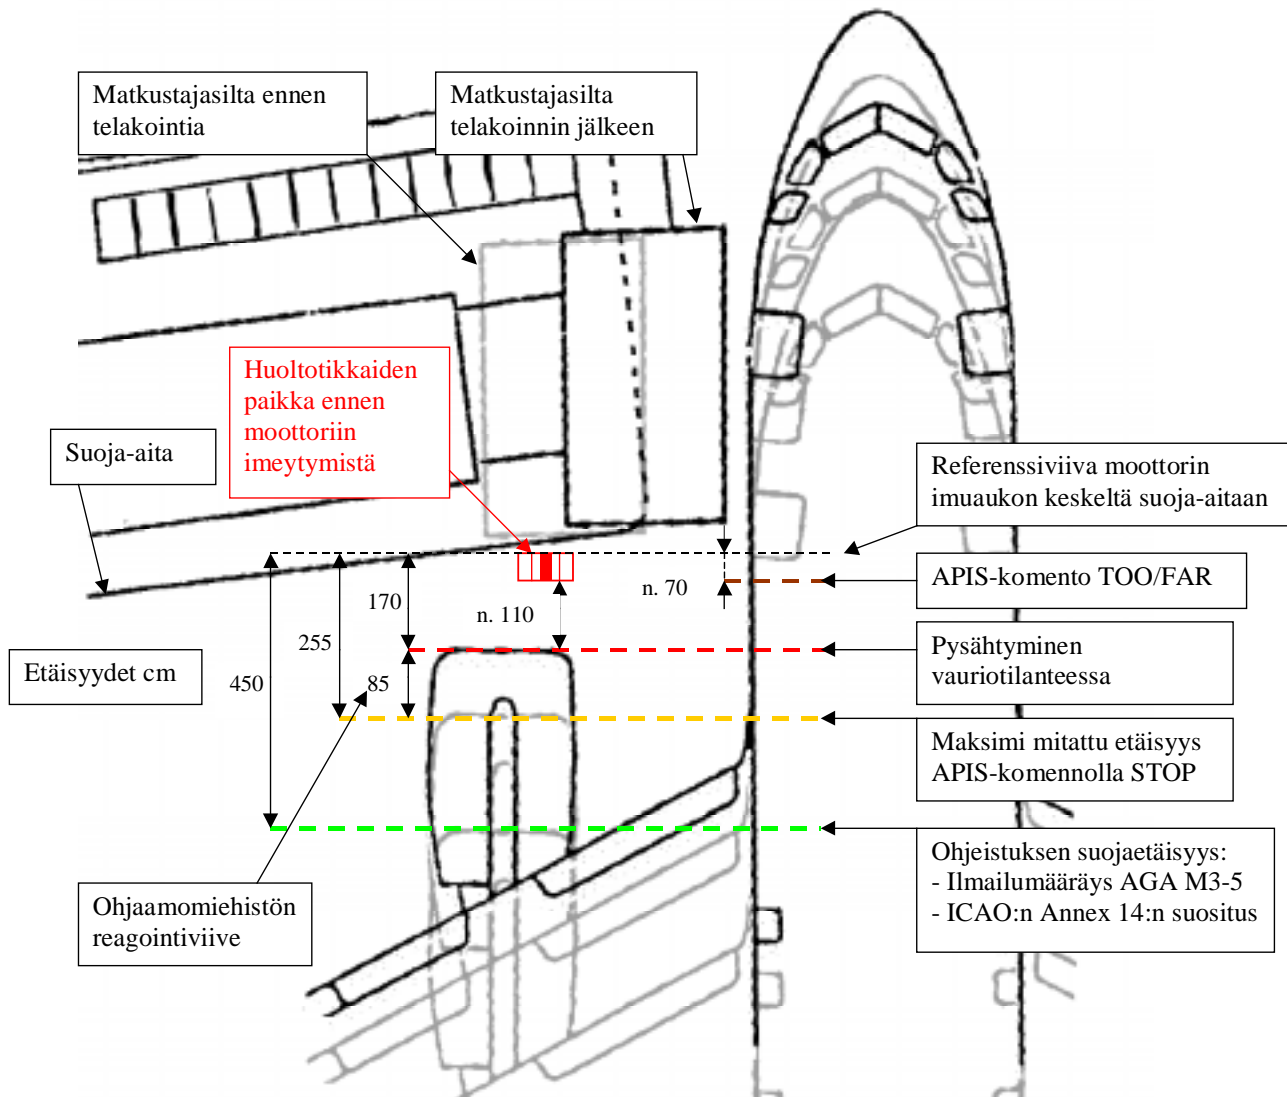 Matkustajasilta ennen
telakointia
Matkustajasilta
telakoinnin jälkeen
Huoltotikkaiden
paikka ennen
moottoriin
imeytymistä
Suoja-aita
Referenssiviiva moottorin
imuaukon keskeltä suoja-aitaan
APIS-komento TOO/FAR
n. 70
170
n. 110
255
Pysähtyminen
vauriotilanteessa
Etäisyydet cm
450
85
Maksimi mitattu etäisyys
APIS-komennolla STOP
Ohjeistuksen suojaetäisyys:
- Ilmailumääräys AGA M3-5
- ICAO:n Annex 14:n suositus
Ohjaamomiehistön
reagointiviive